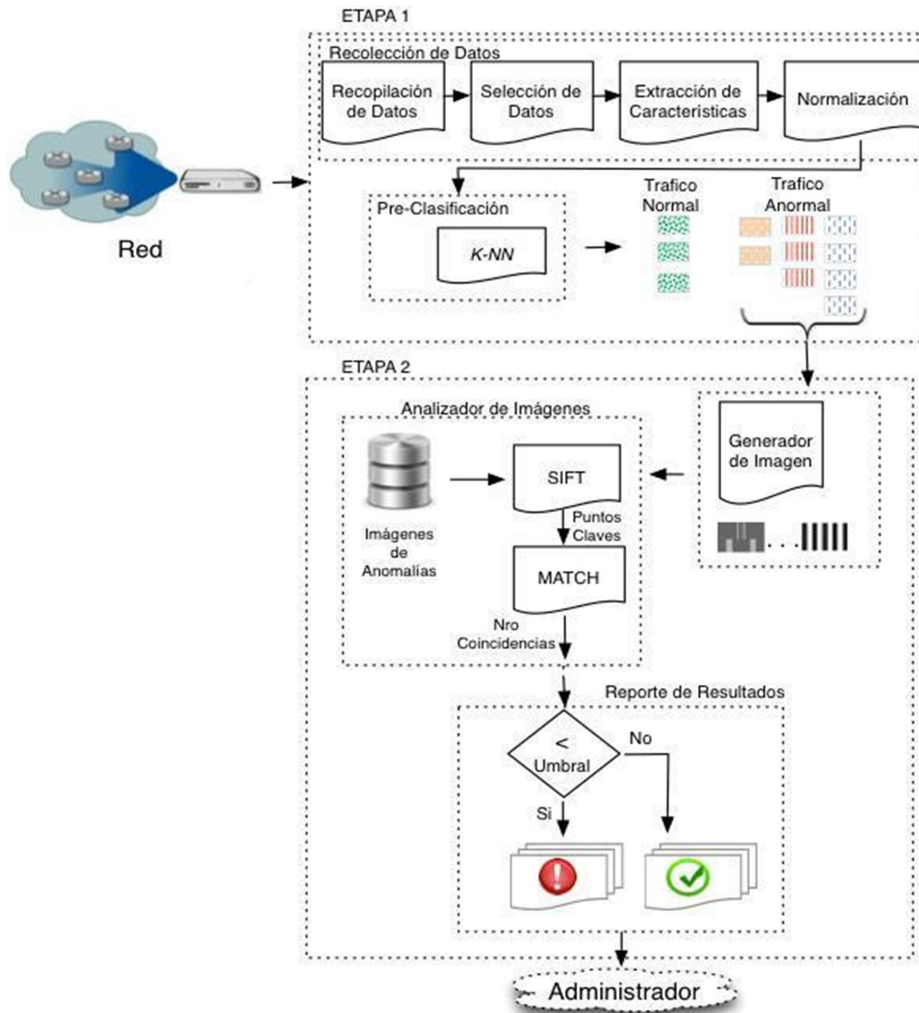 ETAPA 1
Recolección de Datos
Recopilación
de Datos
Selección de
Datos
Extracción de
Características
Normalización
Red
Pre-Clasificación
K-NN
Trafico
Normal
Trafico
Anormal
ETAPA 2
Analizador de Imágenes
Imágenes
de
Anomalías
SIFT
Puntos
Claves
MATCH
Nro
Coincidencias
Generador
de Imagen
Reporte de Resultados
<
Umbral
No
Si
Administrador